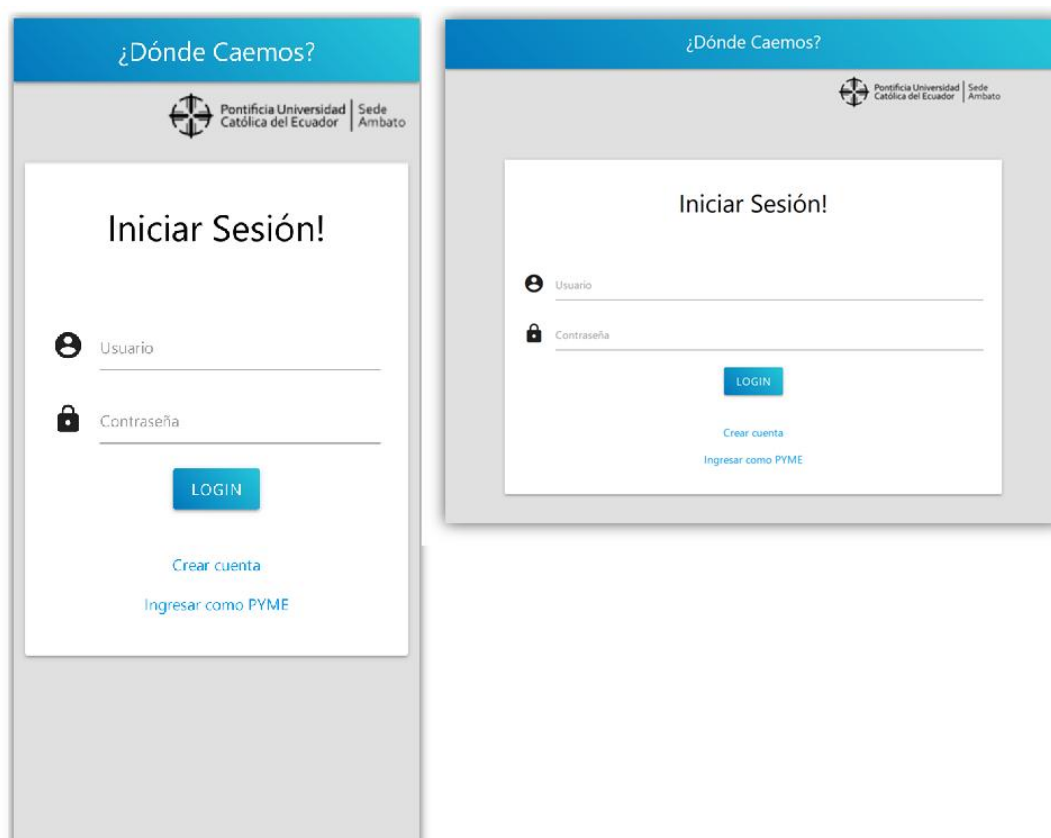 ¿Dónde Caemos?
Pontificia Universidad
Católica del Ecuador
Sede
Ambato
Iniciar Sesión!
Usuario
Contraseña
LOGIN
Crear cuenta
Ingresar como PYME
¿Dónde Caemos?
Pontificia Universidad
Católica del Ecuador
Sede
Ambato
Iniciar Sesión!
Usuario
Contraseña
LOGIN
Crear cuenta
Ingresar como PYME